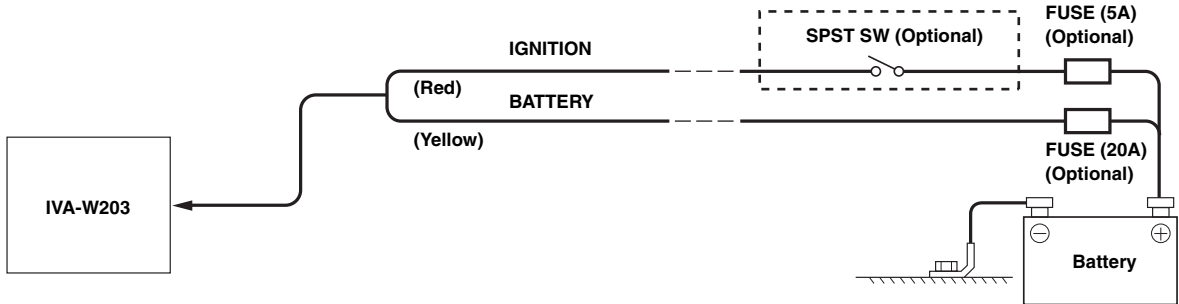 FUSE (5A)
(Optional)
SPST SW (Optional)
IGNITION
(Red)
BATTERY
(Yellow)
FUSE (20A)
(Optional)
IVA-W203
Battery